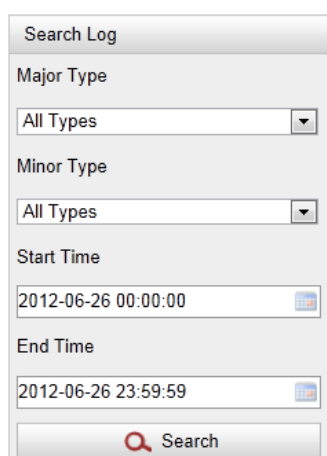 Search Log
Major Type
All Types
Minor Type
All Types
Start Time
2012-06-26 00:00:00
End Time
2012-06-26 23:59:59
Search